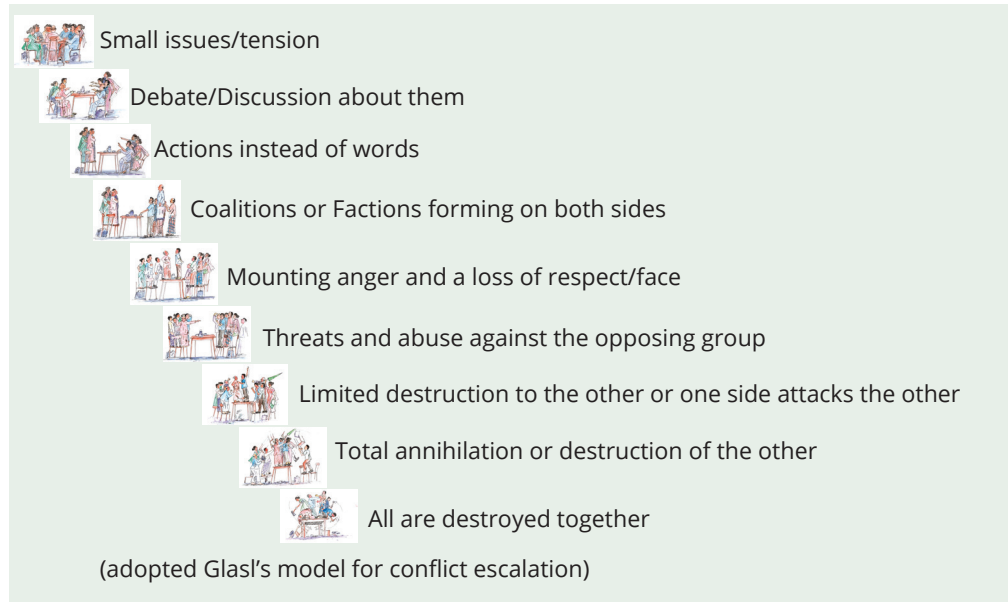 Small issues/tension
Debate/Discussion about them
Actions instead of words
Coalitions or Factions forming on both sides
Mounting anger and a loss of respect/face
Threats and abuse against the opposing group
Limited destruction to the other or one side attacks the other
Total annihilation or destruction of the other
All are destroyed together
(adopted Glasl’s model for conflict escalation)